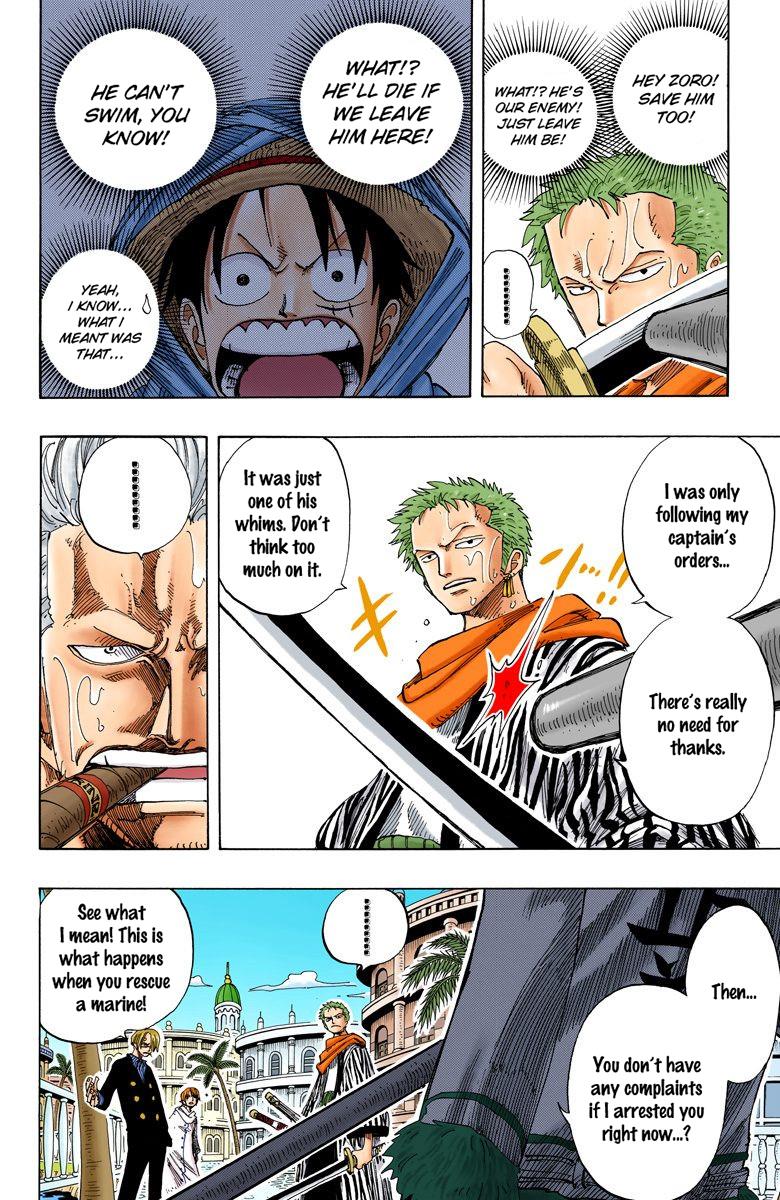 HEY ZORO!
SAVE HIM
TOO!
WHAT!? HE'S
OUR ENEMY!
JUST LEAVE
HIM BE!
WHAT!?
HE'LL DIE IF
WE LEAVE
HIM HERE!
HE CAN'T
SWIM, YOU
KNOW!
YEAH,
I KNOW...
WHAT I
MEANT WAS
THAT...
I was only
following my
captain's
orders...
There's really
no need for
thanks.
It was just
one of his
whims. Don't
think too
much on it.
Then...
You don't have
any complaints
if I arrested you
right now...?
See what
I mean! This is
what happens
when you rescue
a marine!